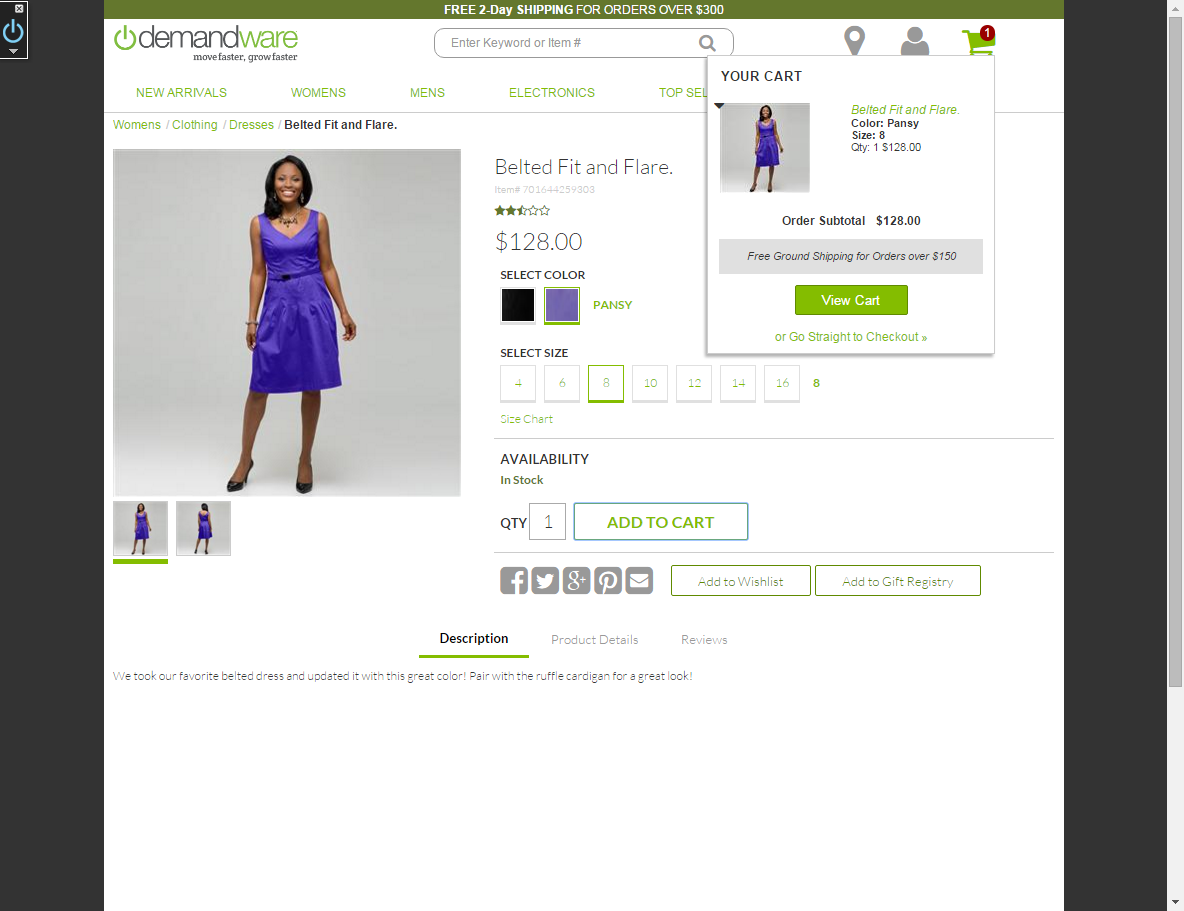 FREE 2-Day SHIPPING FOR ORDERS OVER $300
demandware
move faster, grow faster
Enter Keyword or Item #
1
NEW ARRIVALS WOMENS MENS ELECTRONICS TOP SEL
Womens / Clothing / Dresses / Belted Fit and Flare.
YOUR CART
Belted Fit and Flare.
Color: Pansy
Size: 8
Qty: 1 $128.00
Order Subtotal $128.00
Free Ground Shipping for Orders over $150
View Cart
or Go Straight to Checkout »
Belted Fit and Flare.
Item# 701644259303
$128.00
SELECT COLOR
PANSY
SELECT SIZE
4 6 8 10 12 14 16 8
Size Chart
AVAILABILITY
In Stock
QTY 1 ADD TO CART
Add to Wishlist Add to Gift Registry
Description Product Details Reviews
We took our favorite belted dress and updated it with this great color! Pair with the ruffle cardigan for a great look!